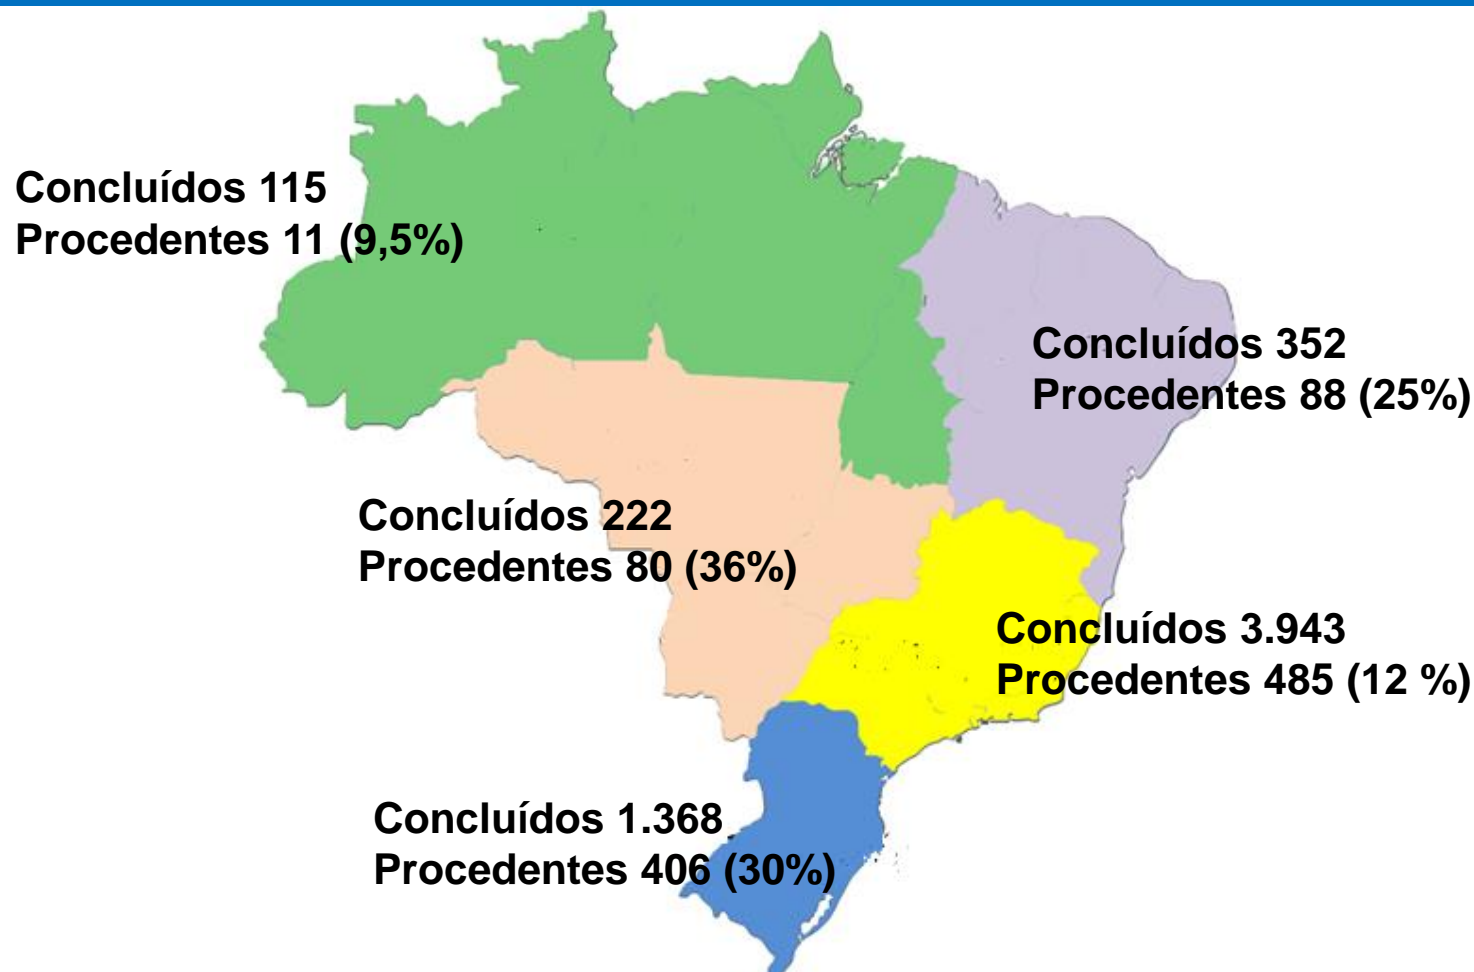 Concluídos 115
Procedentes 11 (9,5%)
Concluídos 352
Procedentes 88 (25%)
Concluídos 222
Procedentes 80 (36%)
Concluídos 3.943
Procedentes 485 (12 %)
Concluídos 1.368
Procedentes 406 (30%)